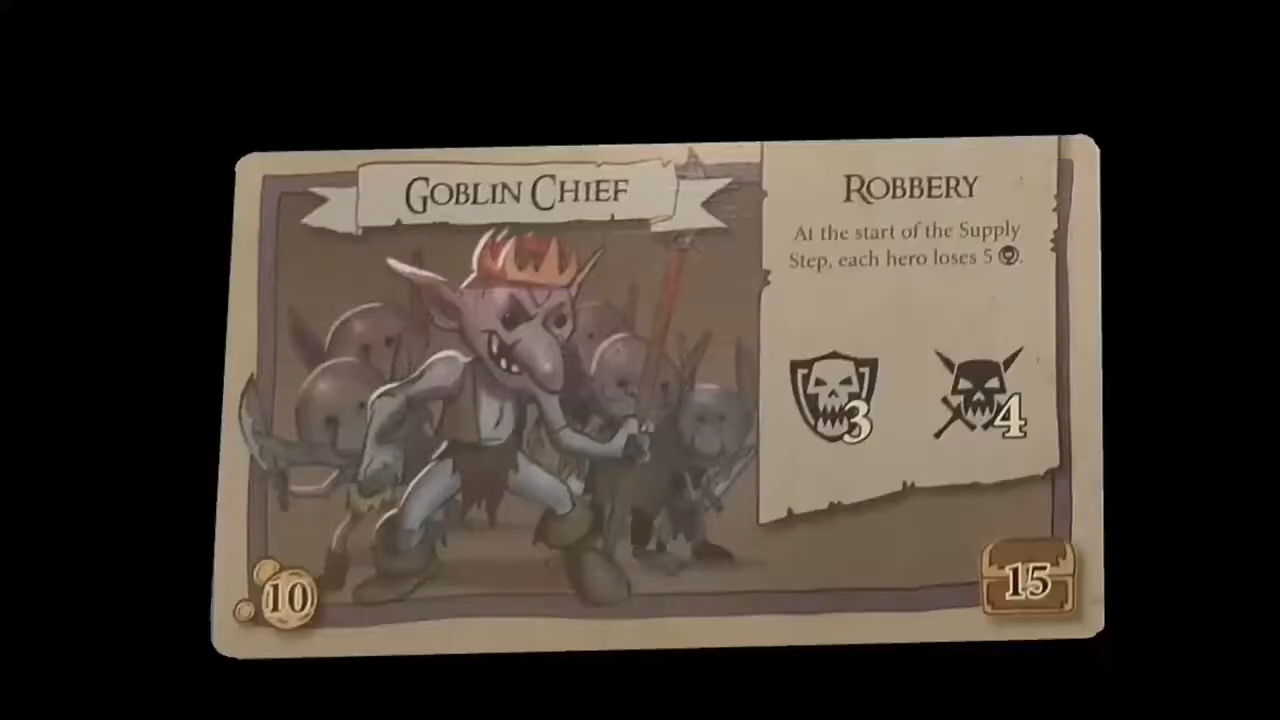 GOBLIN CHIEF
ROBBERY
At the start of the Supply
Step, each hero loses 5 .
3
4
10
15